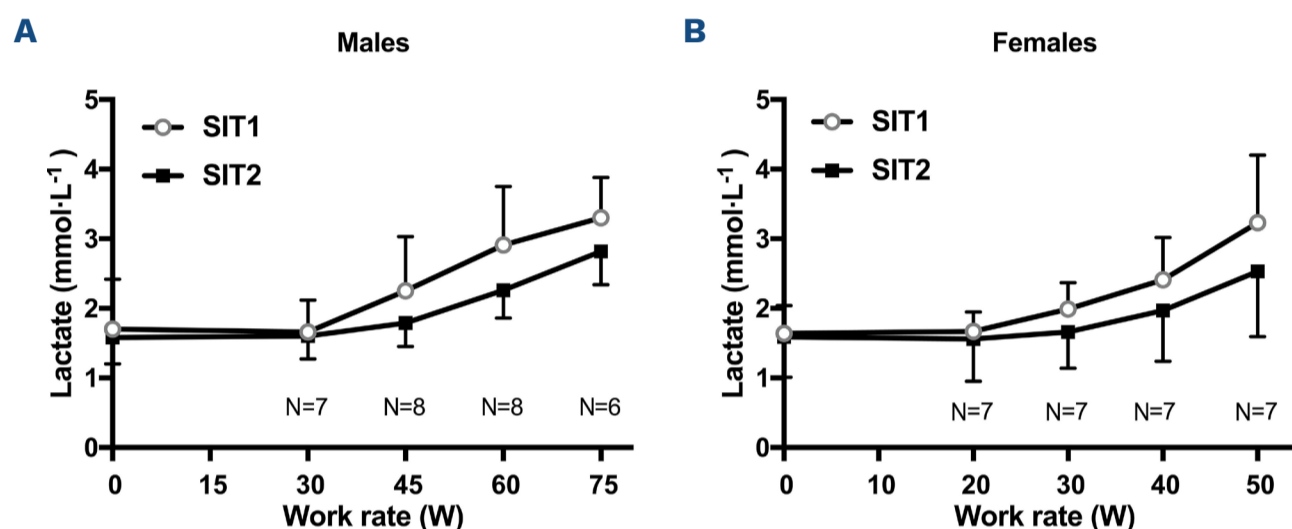 A
Males
5
4
3
2
1
0
Lactate (mmol·L⁻¹ )
SIT1
SIT2
N=7 N=8 N=8 N=6
0 15 30 45 60 75
Work rate (W)
B
Females
5
4
3
2
1
0
Lactate (mmol·L⁻¹ )
SIT1
SIT2
N=7 N=7 N=7 N=7
0 10 20 30 40 50
Work rate (W)